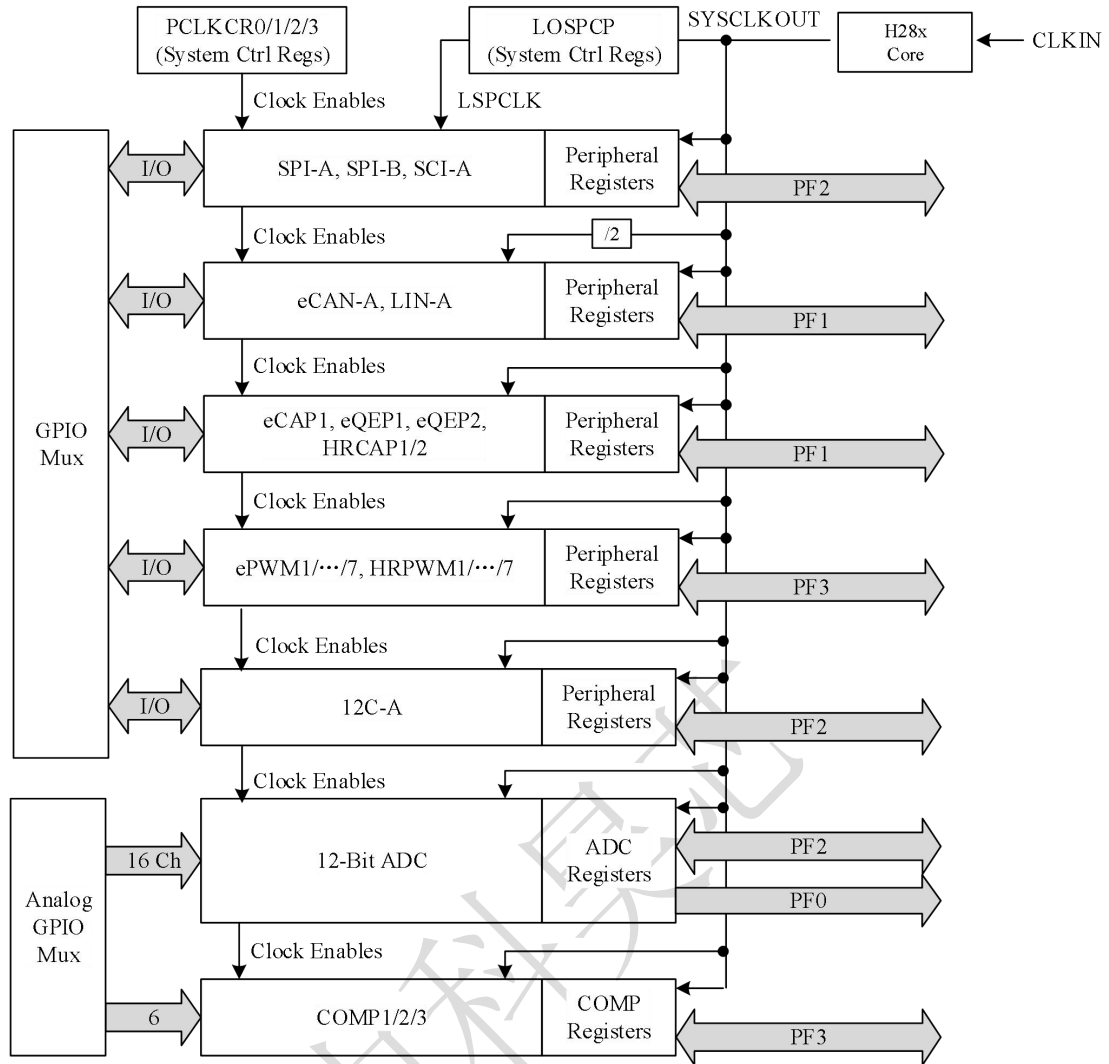 PCLKCR0/1/2/3
(System Ctrl Regs)
LOSPCP
(System Ctrl Regs)
SYSCLKOUT
H28x
Core
CLKIN
Clock Enables
LSPCLK
I/O
SPI-A, SPI-B, SCI-A
Peripheral
Registers
PF2
Clock Enables
/2
I/O
eCAN-A, LIN-A
Peripheral
Registers
PF1
Clock Enables
GPIO
Mux
I/O
eCAP1, eQEP1, eQEP2,
HRCAP1/2
Peripheral
Registers
PF1
Clock Enables
I/O
ePWM1/···/7, HRPWM1/···/7
Peripheral
Registers
PF3
Clock Enables
I/O
12C-A
Peripheral
Registers
PF2
Clock Enables
Analog
GPIO
Mux
16 Ch
12-Bit ADC
ADC
Registers
PF2
PF0
Clock Enables
6
COMP1/2/3
COMP
Registers
PF3
中科昊芯